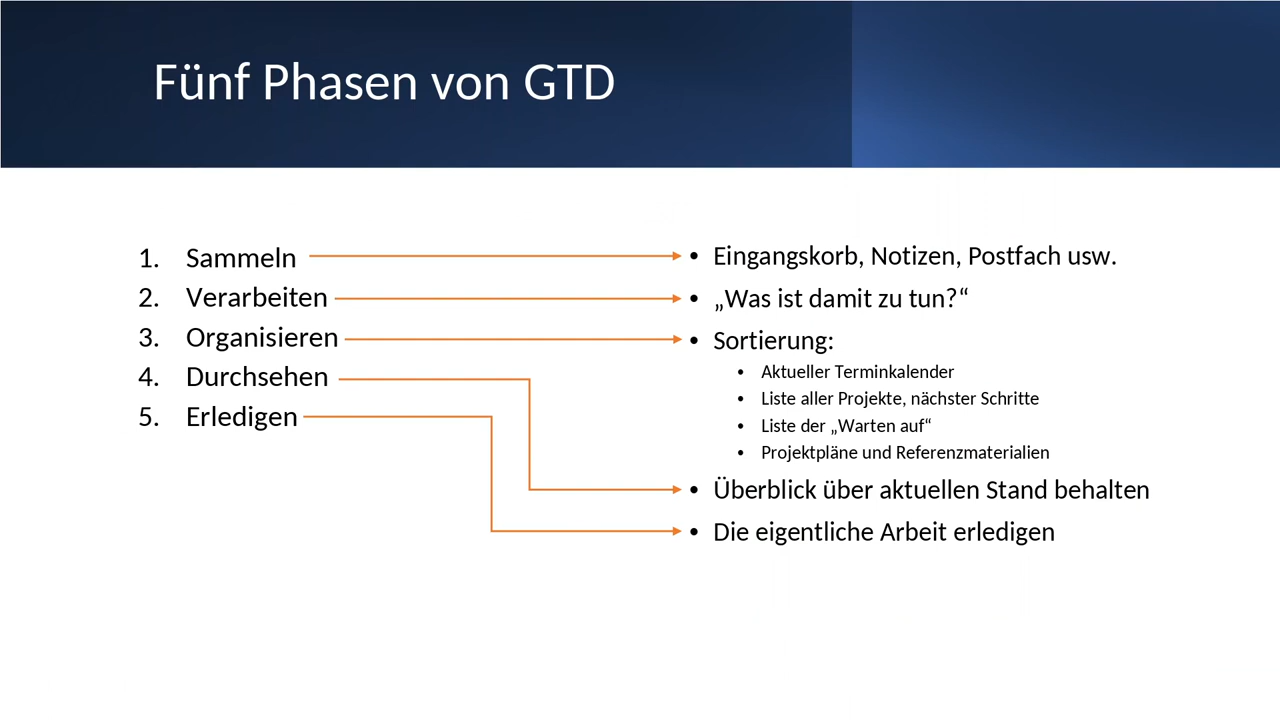 Fünf Phasen von GTD
1. Sammeln
2. Verarbeiten
3. Organisieren
4. Durchsehen
5. Erledigen
• Eingangskorb, Notizen, Postfach usw.
• „Was ist damit zu tun?“
• Sortierung:
• Aktueller Terminkalender
• Liste aller Projekte, nächster Schritte
• Liste der „Warten auf“
• Projektpläne und Referenzmaterialien
• Überblick über aktuellen Stand behalten
• Die eigentliche Arbeit erledigen